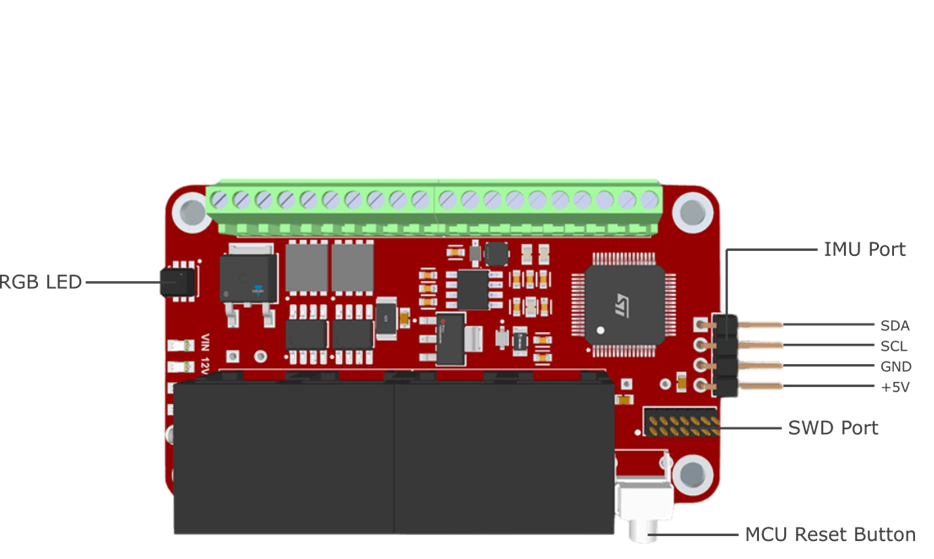 IMU Port
RGB LED
SDA
SCL
VIN 12V
GND
+5V
SWD Port
MCU Reset Button